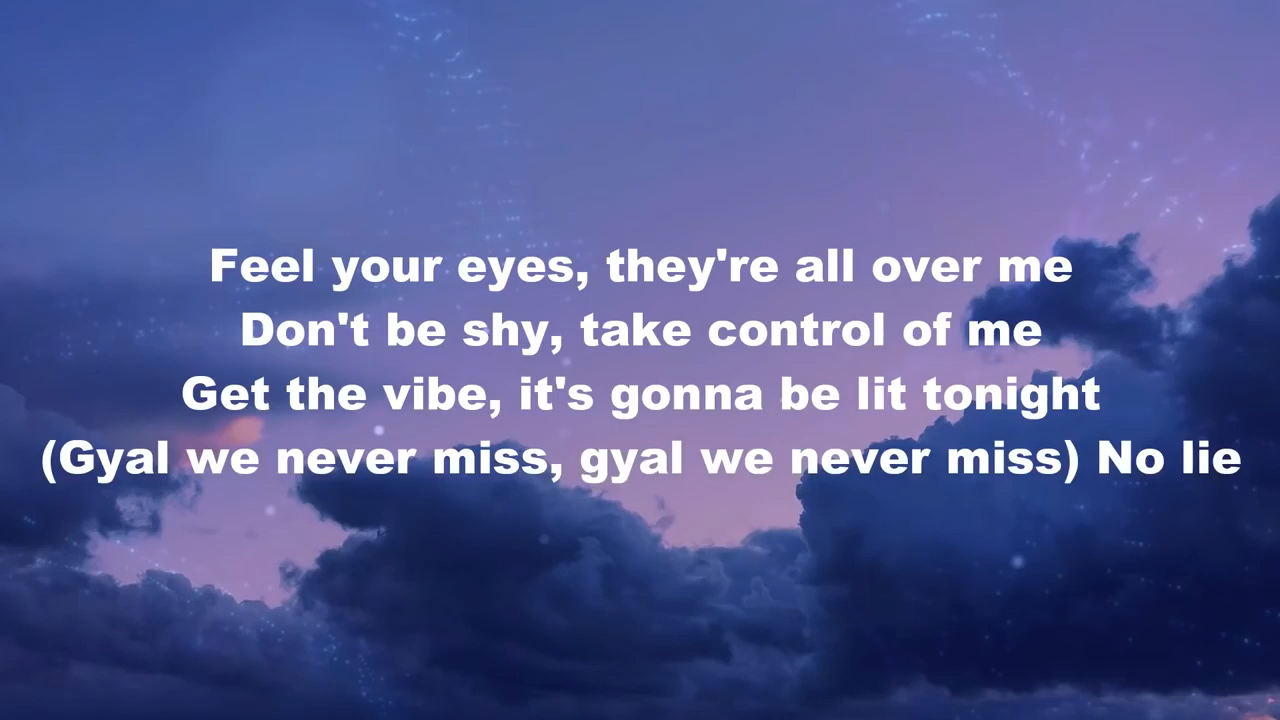 Feel your eyes, they're all over me
Don't be shy, take control of me
Get the vibe, it's gonna be lit tonight
(Gyal we never miss, gyal we never miss) No lie